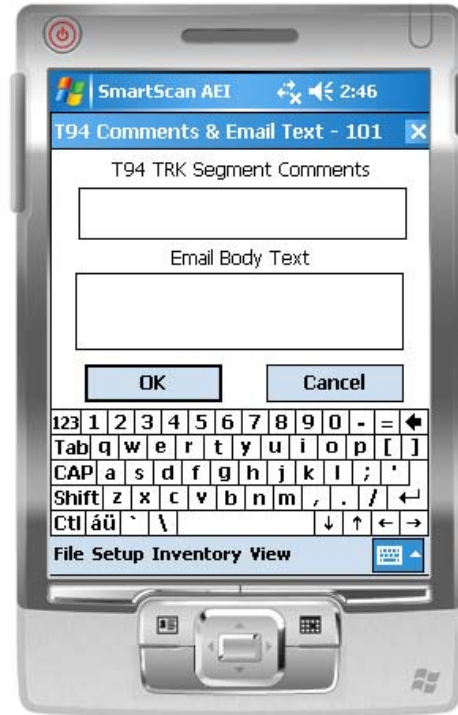 SmartScan AEI 2:46
T94 Comments & Email Text - 101
T94 TRK Segment Comments
Email Body Text
OK Cancel
123 1 2 3 4 5 6 7 8 9 0 - =
Tab q w e r t y u i o p [ ]
CAP a s d f g h j k l ; '
Shift z x c v b n m , . /
Ctl áü ` \
File Setup Inventory View